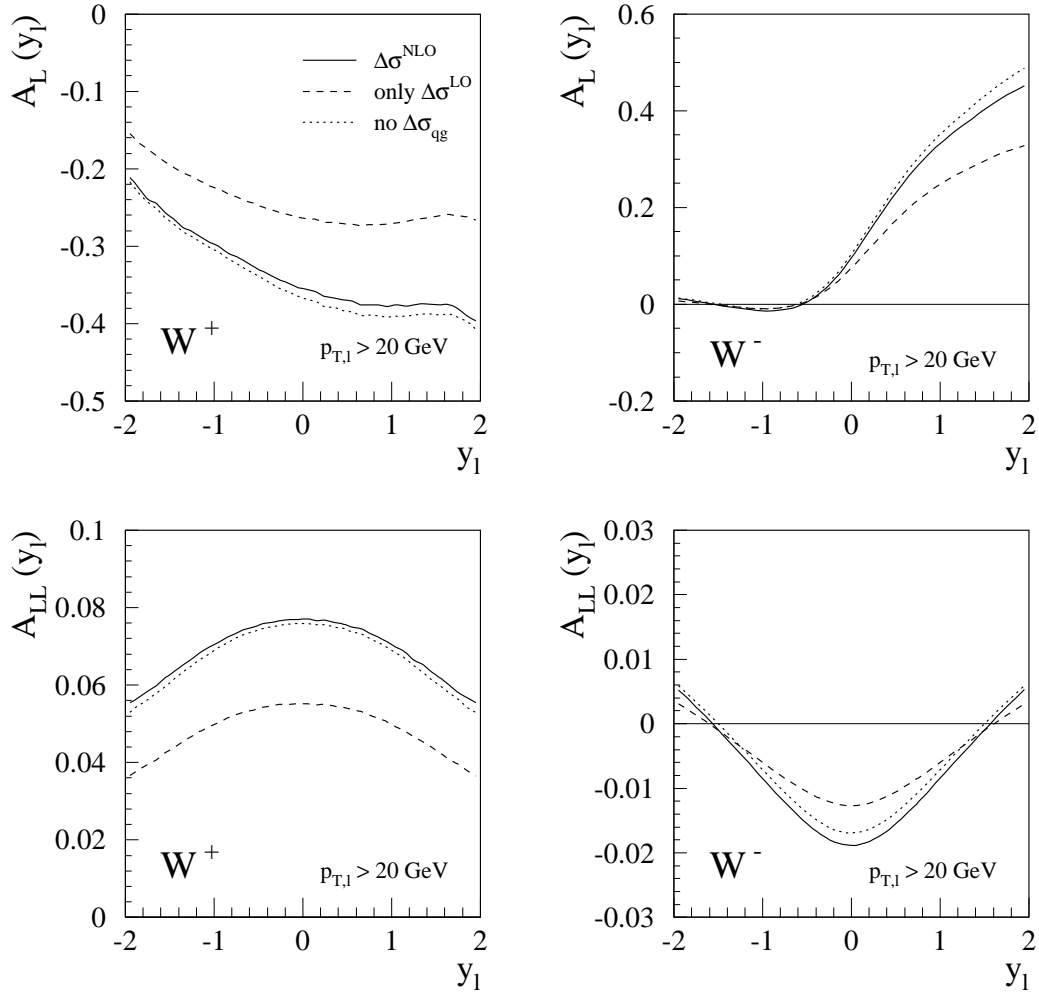 A_L (y_l)
0
-0.1
-0.2
-0.3
-0.4
-0.5
Δσ^NLO
only Δσ^LO
no Δσ_qg
W^+
p_T,l > 20 GeV
-2 -1 0 1 2
y_l
A_L (y_l)
0.6
0.4
0.2
0
-0.2
W^-
p_T,l > 20 GeV
-2 -1 0 1 2
y_l
A_LL (y_l)
0.1
0.08
0.06
0.04
0.02
0
W^+
p_T,l > 20 GeV
-2 -1 0 1 2
y_l
A_LL (y_l)
0.03
0.02
0.01
0
-0.01
-0.02
-0.03
W^-
p_T,l > 20 GeV
-2 -1 0 1 2
y_l